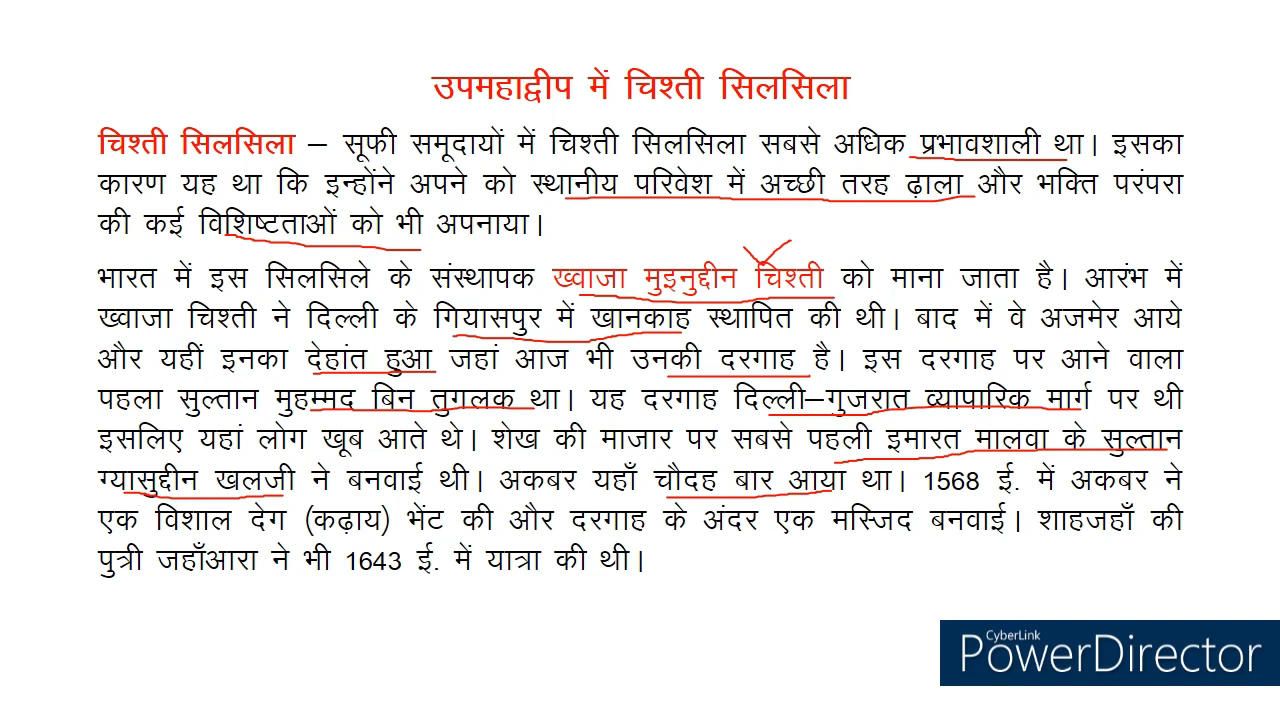 उपमहाद्वीप में चिश्ती सिलसिला
चिश्ती सिलसिला – सूफी समूदायों में चिश्ती सिलसिला सबसे अधिक प्रभावशाली था। इसका
कारण यह था कि इन्होंने अपने को स्थानीय परिवेश में अच्छी तरह ढ़ाला और भक्ति परंपरा
की कई विशिष्टताओं को भी अपनाया।
भारत में इस सिलसिले के संस्थापक ख्वाजा मुइनुद्दीन चिश्ती को माना जाता है। आरंभ में
ख्वाजा चिश्ती ने दिल्ली के गियासपुर में खानकाह स्थापित की थी। बाद में वे अजमेर आये
और यहीं इनका देहांत हुआ जहां आज भी उनकी दरगाह है। इस दरगाह पर आने वाला
पहला सुल्तान मुहम्मद बिन तुगलक था। यह दरगाह दिल्ली–गुजरात व्यापारिक मार्ग पर थी
इसलिए यहां लोग खूब आते थे। शेख की माजार पर सबसे पहली इमारत मालवा के सुल्तान
ग्यासुद्दीन खलजी ने बनवाई थी। अकबर यहाँ चौदह बार आया था। 1568 ई. में अकबर ने
एक विशाल देग (कढ़ाय) भेंट की और दरगाह के अंदर एक मस्जिद बनवाई। शाहजहाँ की
पुत्री जहाँआरा ने भी 1643 ई. में यात्रा की थी।
CyberLink
PowerDirector